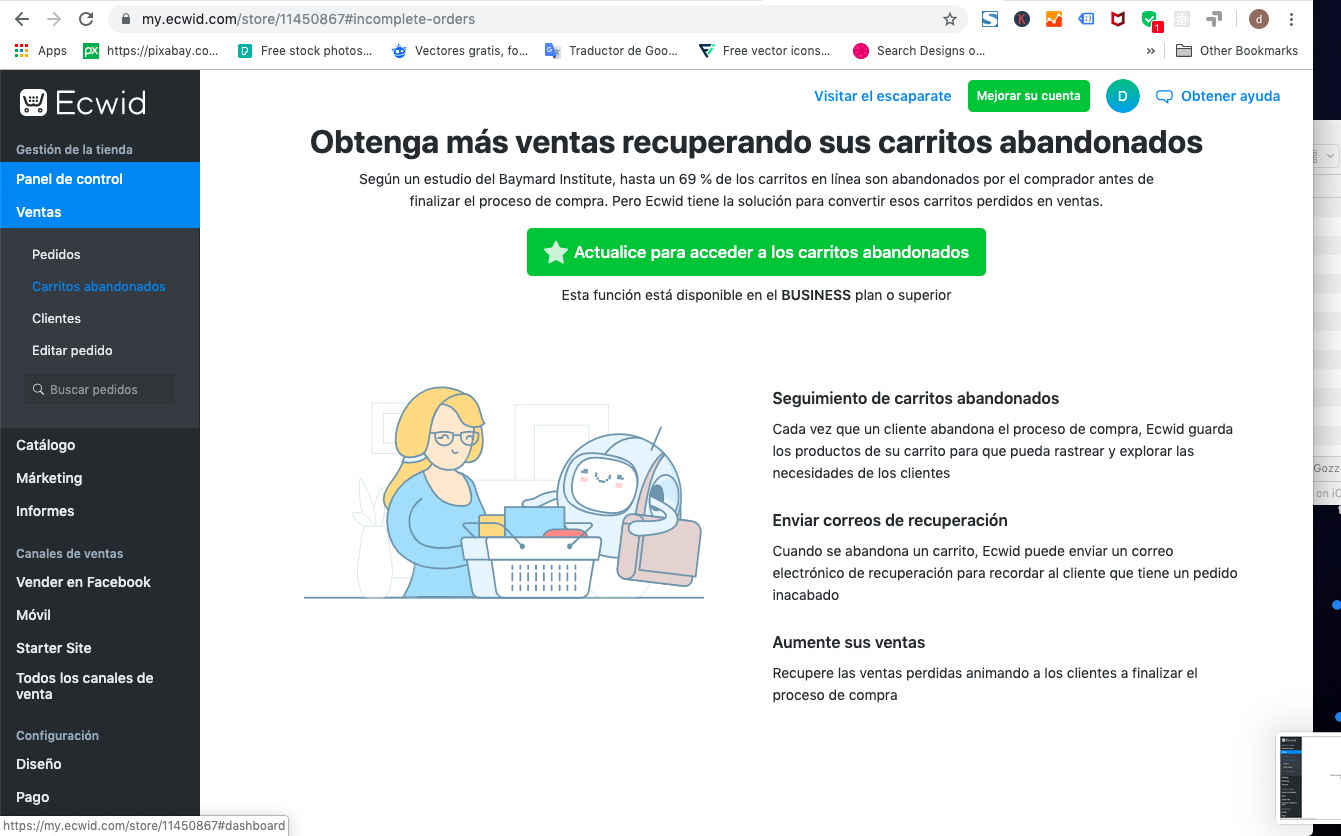 my.ecwid.com/store/11450867#incomplete-orders
1
d
Apps
https://pixabay.co...
Free stock photos...
Vectores gratis, fo...
Traductor de Goo...
Free vector icons...
Search Designs o...
»
Other Bookmarks
Ecwid
Visitar el escaparate
Mejorar su cuenta
D
Obtener ayuda
Gestión de la tienda
Panel de control
Ventas
Pedidos
Carritos abandonados
Clientes
Editar pedido
Buscar pedidos
Catálogo
Márketing
Informes
Canales de ventas
Vender en Facebook
Móvil
Starter Site
Todos los canales de
venta
Configuración
Diseño
Pago
https://my.ecwid.com/store/11450867#dashboard
Obtenga más ventas recuperando sus carritos abandonados
Según un estudio del Baymard Institute, hasta un 69 % de los carritos en línea son abandonados por el comprador antes de
finalizar el proceso de compra. Pero Ecwid tiene la solución para convertir esos carritos perdidos en ventas.
Actualice para acceder a los carritos abandonados
Esta función está disponible en el BUSINESS plan o superior
Seguimiento de carritos abandonados
Cada vez que un cliente abandona el proceso de compra, Ecwid guarda
los productos de su carrito para que pueda rastrear y explorar las
necesidades de los clientes
Enviar correos de recuperación
Cuando se abandona un carrito, Ecwid puede enviar un correo
electrónico de recuperación para recordar al cliente que tiene un pedido
inacabado
Aumente sus ventas
Recupere las ventas perdidas animando a los clientes a finalizar el
proceso de compra
Gozz
on iC